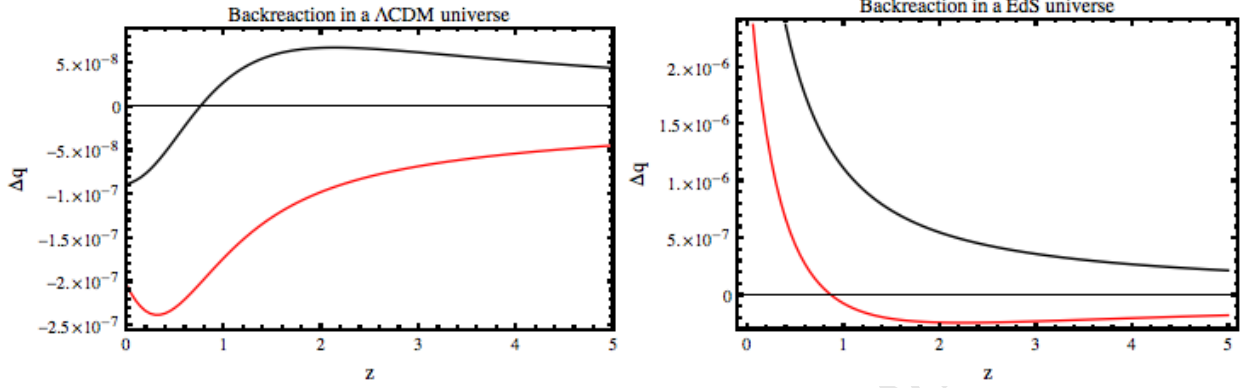 Backreaction in a ΛCDM universe
5.×10⁻⁸
0
−5.×10⁻⁸
−1.×10⁻⁷
−1.5×10⁻⁷
−2.×10⁻⁷
−2.5×10⁻⁷
Δq
0 1 2 3 4 5
z
Backreaction in a EdS universe
2.×10⁻⁶
1.5×10⁻⁶
1.×10⁻⁶
5.×10⁻⁷
0
Δq
0 1 2 3 4 5
z